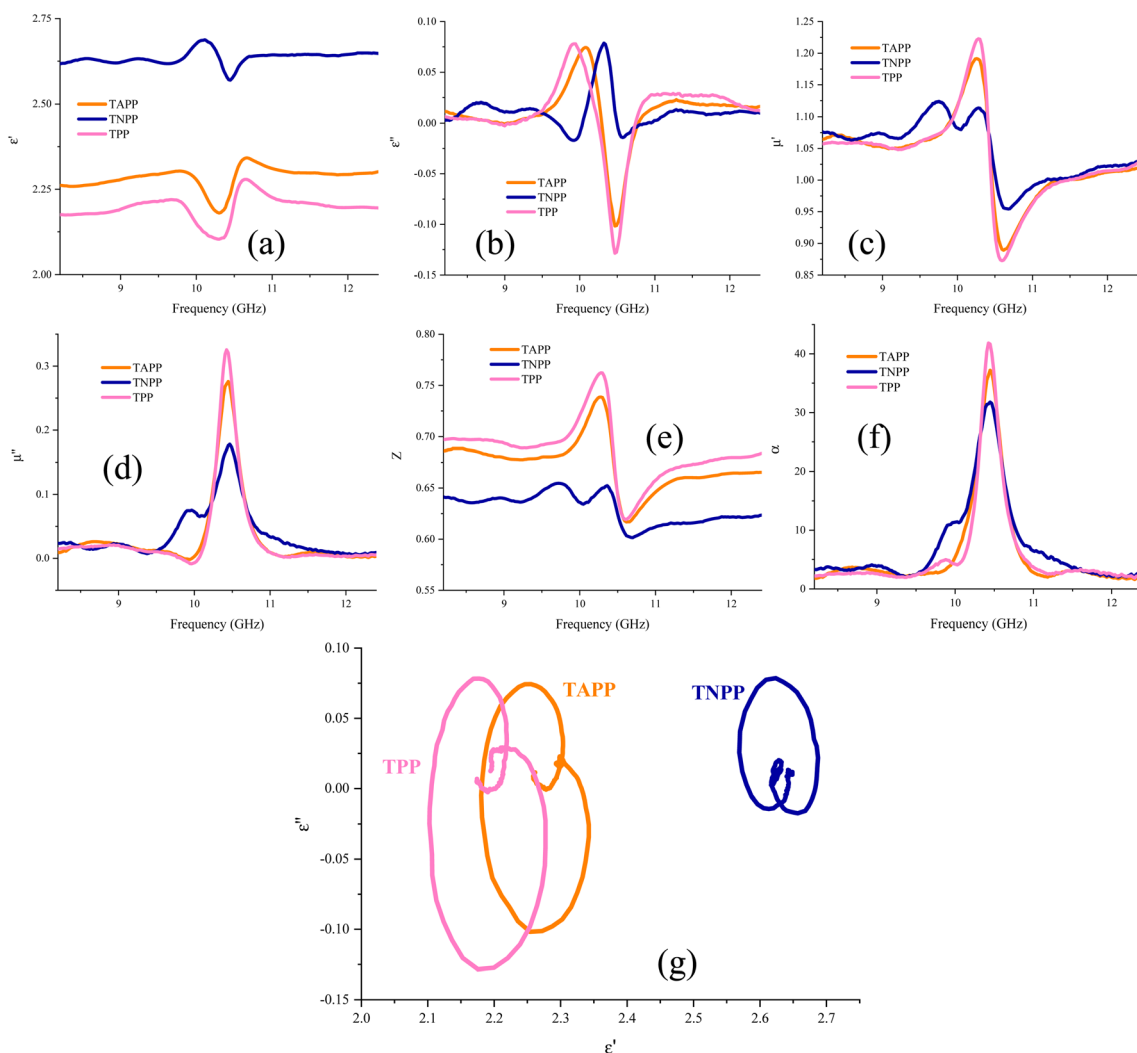 2.75
2.50
2.25
2.00
ε'
TAPP
TNPP
TPP
(a)
9
10
11
12
Frequency (GHz)
0.10
0.05
0.00
-0.05
-0.10
-0.15
ε''
TAPP
TNPP
TPP
(b)
9
10
11
12
Frequency (GHz)
1.25
1.20
1.15
1.10
1.05
1.00
0.95
0.90
0.85
μ'
TAPP
TNPP
TPP
(c)
9
10
11
12
Frequency (GHz)
0.3
0.2
0.1
0.0
μ''
TAPP
TNPP
TPP
(d)
9
10
11
12
Frequency (GHz)
0.80
0.75
0.70
0.65
0.60
0.55
Z
TAPP
TNPP
TPP
(e)
9
10
11
12
Frequency (GHz)
40
30
20
10
0
α
TAPP
TNPP
TPP
(f)
9
10
11
12
Frequency (GHz)
0.10
0.05
0.00
-0.05
-0.10
-0.15
ε''
TAPP
TNPP
TPP
(g)
2.0
2.1
2.2
2.3
2.4
2.5
2.6
2.7
ε'